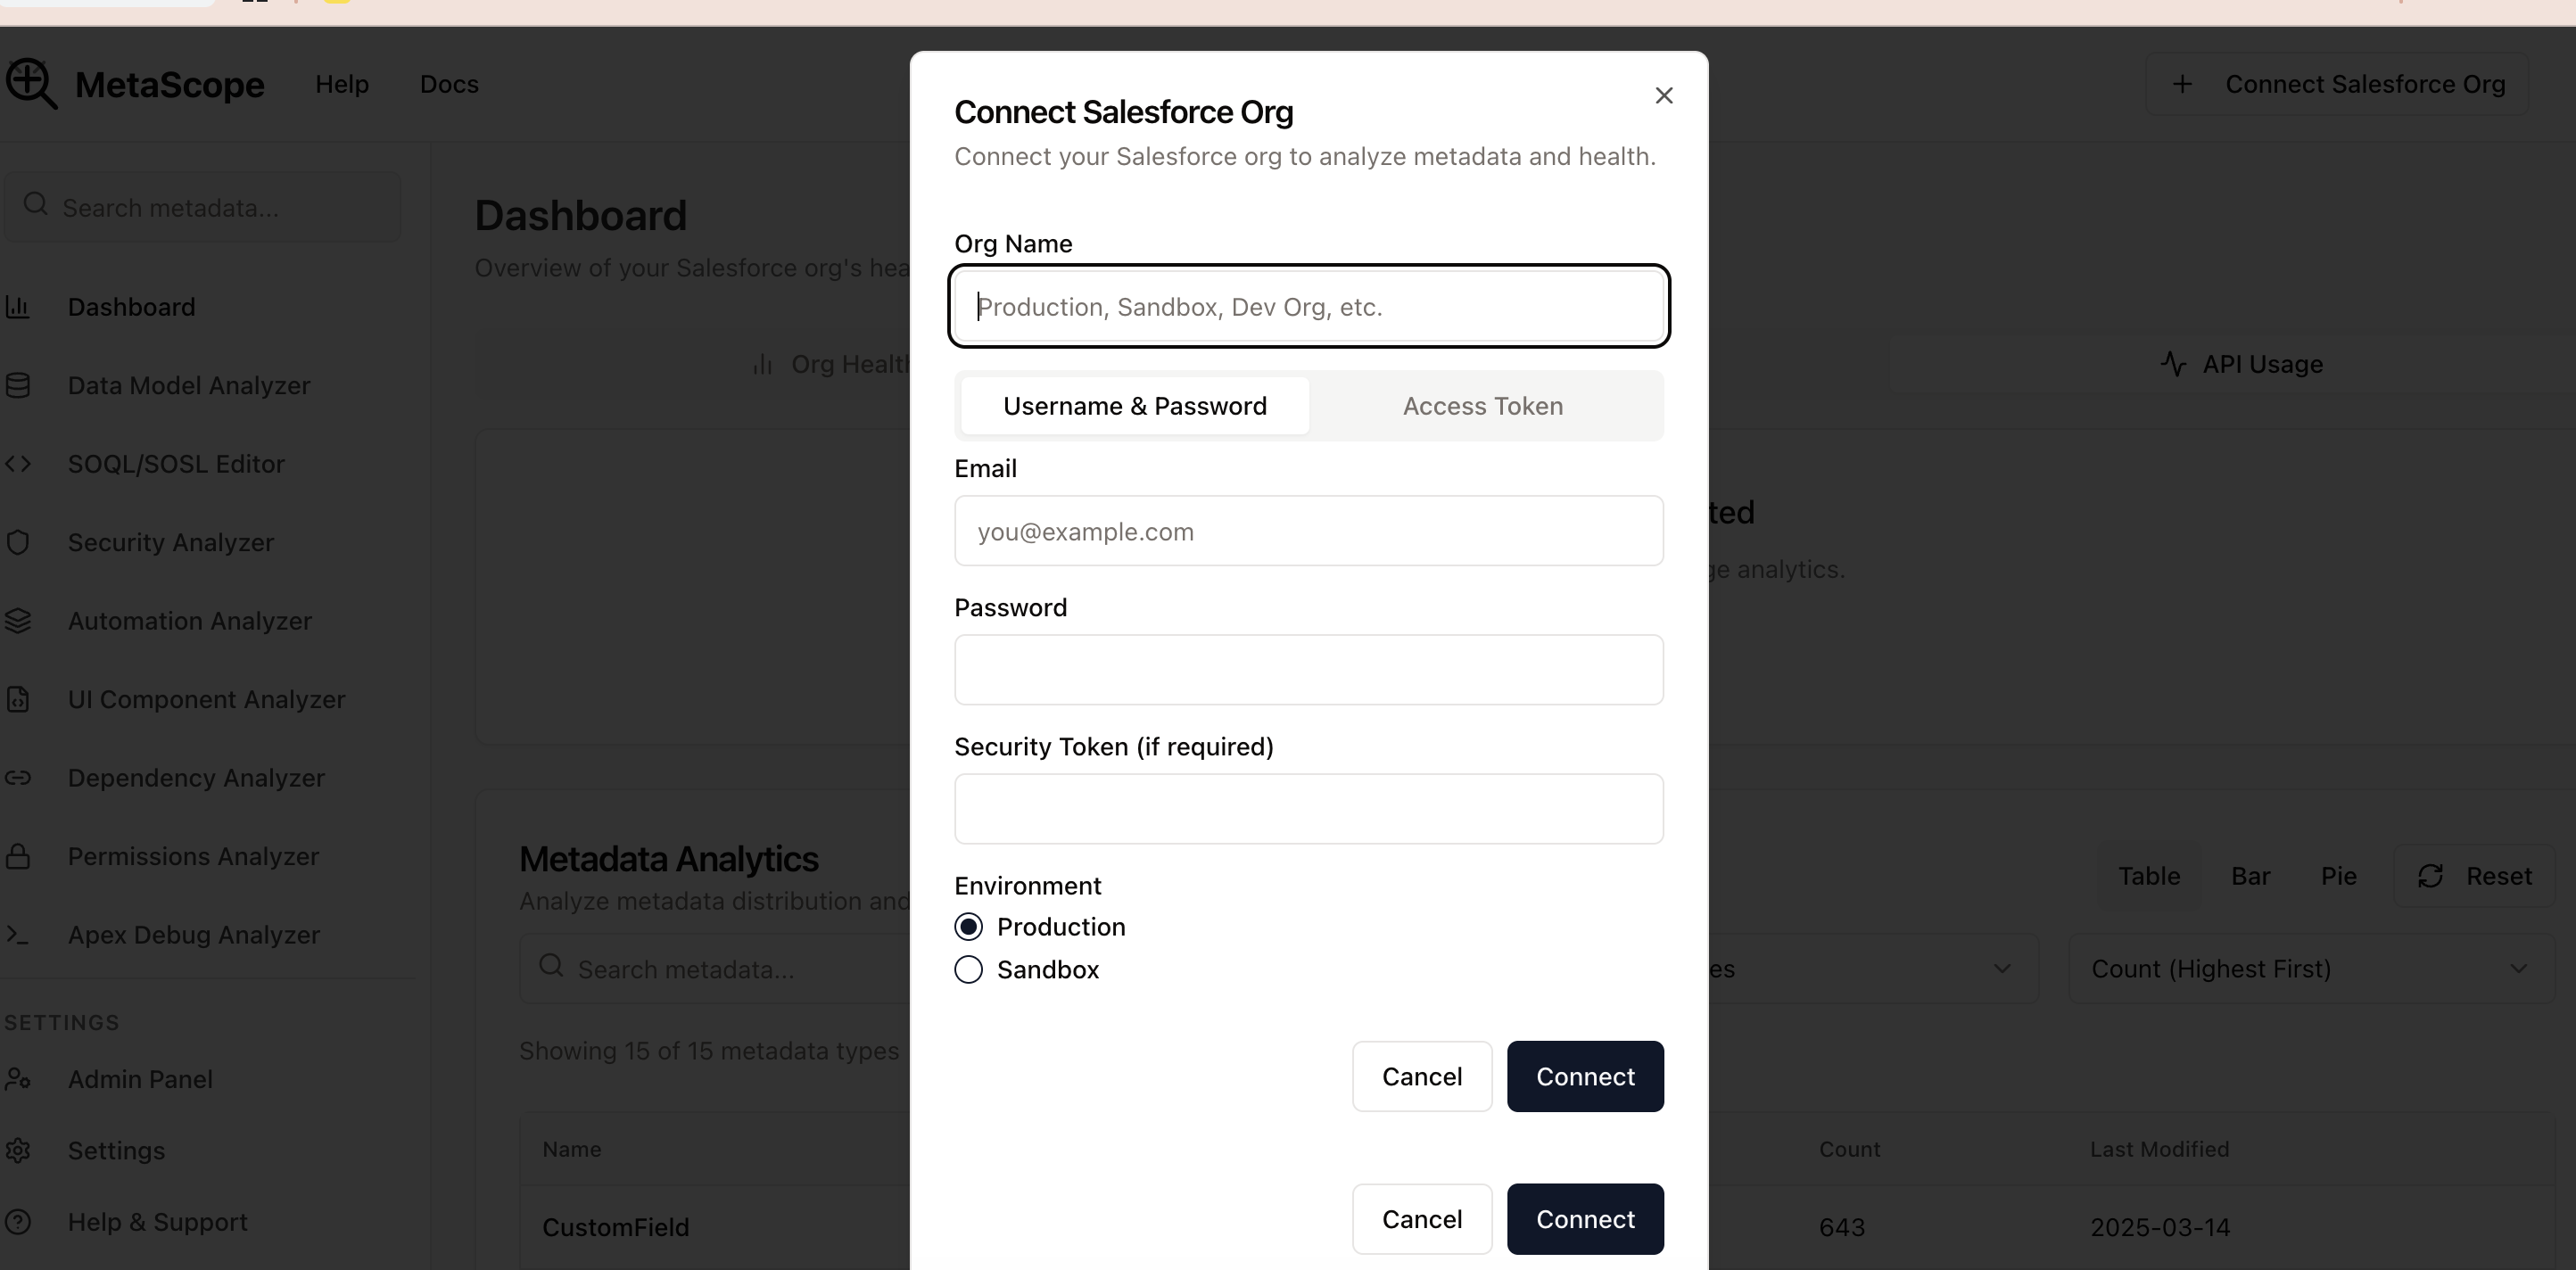 MetaScope
Help
Docs
Connect Salesforce Org
Search metadata...
Dashboard
Data Model Analyzer
SOQL/SOSL Editor
Security Analyzer
Automation Analyzer
UI Component Analyzer
Dependency Analyzer
Permissions Analyzer
Apex Debug Analyzer
SETTINGS
Admin Panel
Settings
Help & Support
Dashboard
Overview of your Salesforce org's hea
Org Health
API Usage
ted
ge analytics.
Metadata Analytics
Analyze metadata distribution and
Table
Bar
Pie
Reset
Search metadata...
es
Count (Highest First)
Showing 15 of 15 metadata types
Name
Count
Last Modified
CustomField
643
2025-03-14
Connect Salesforce Org
Connect your Salesforce org to analyze metadata and health.
Org Name
Production, Sandbox, Dev Org, etc.
Username & Password
Access Token
Email
you@example.com
Password
Security Token (if required)
Environment
Production
Sandbox
Cancel
Connect
Cancel
Connect